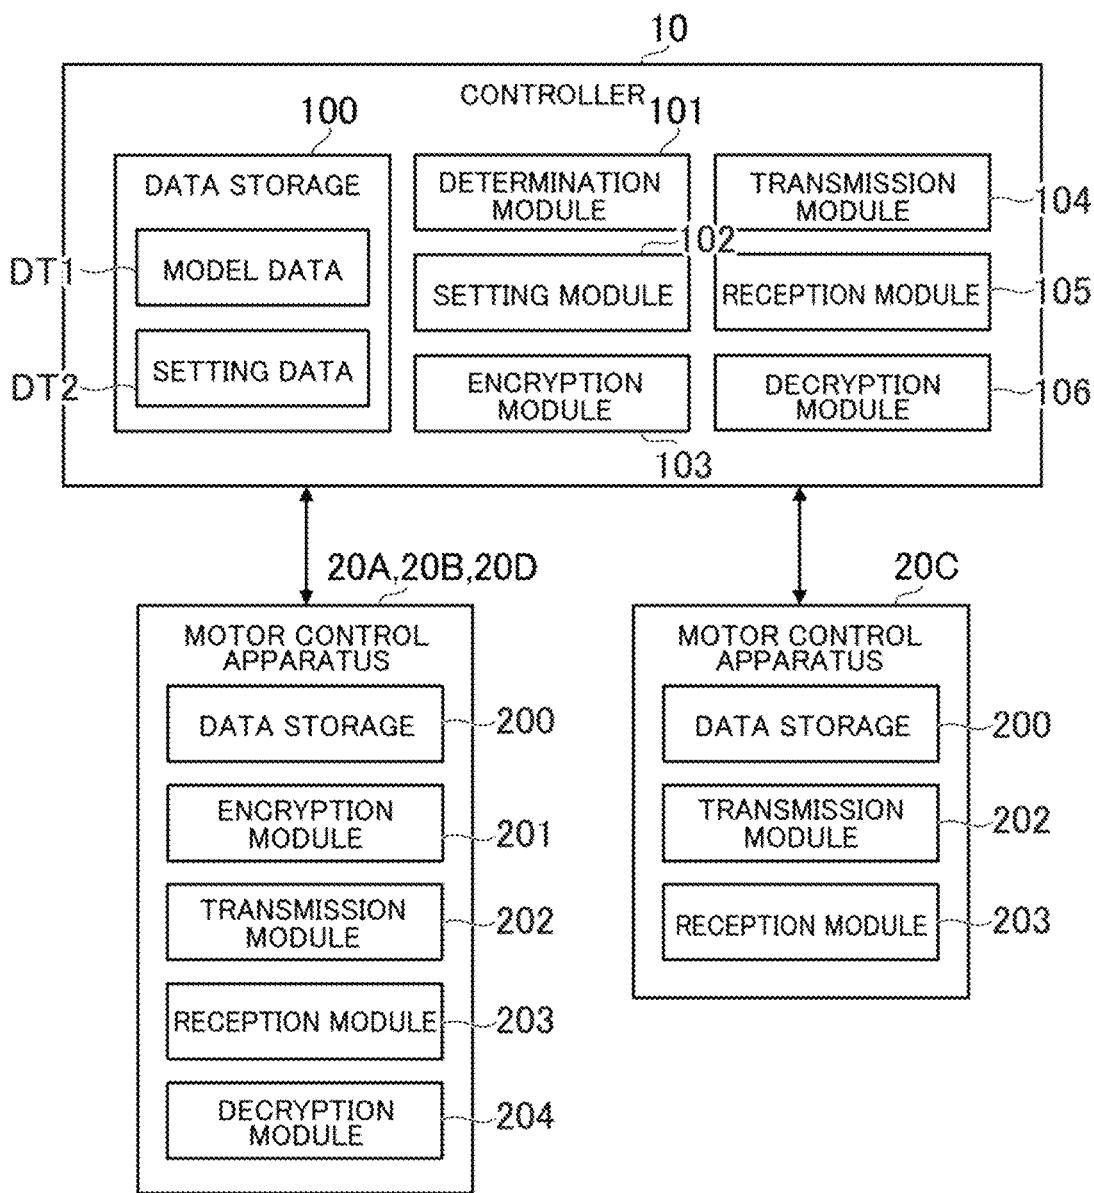 10
CONTROLLER
100
101
DATA STORAGE
DETERMINATION
MODULE
TRANSMISSION
MODULE
104
102
DT1
MODEL DATA
SETTING MODULE
RECEPTION MODULE
105
DT2
SETTING DATA
ENCRYPTION
MODULE
DECRYPTION
MODULE
106
103
20A,20B,20D
MOTOR CONTROL
APPARATUS
DATA STORAGE
200
ENCRYPTION
MODULE
201
TRANSMISSION
MODULE
202
RECEPTION MODULE
203
DECRYPTION
MODULE
204
20C
MOTOR CONTROL
APPARATUS
DATA STORAGE
200
TRANSMISSION
MODULE
202
RECEPTION MODULE
203